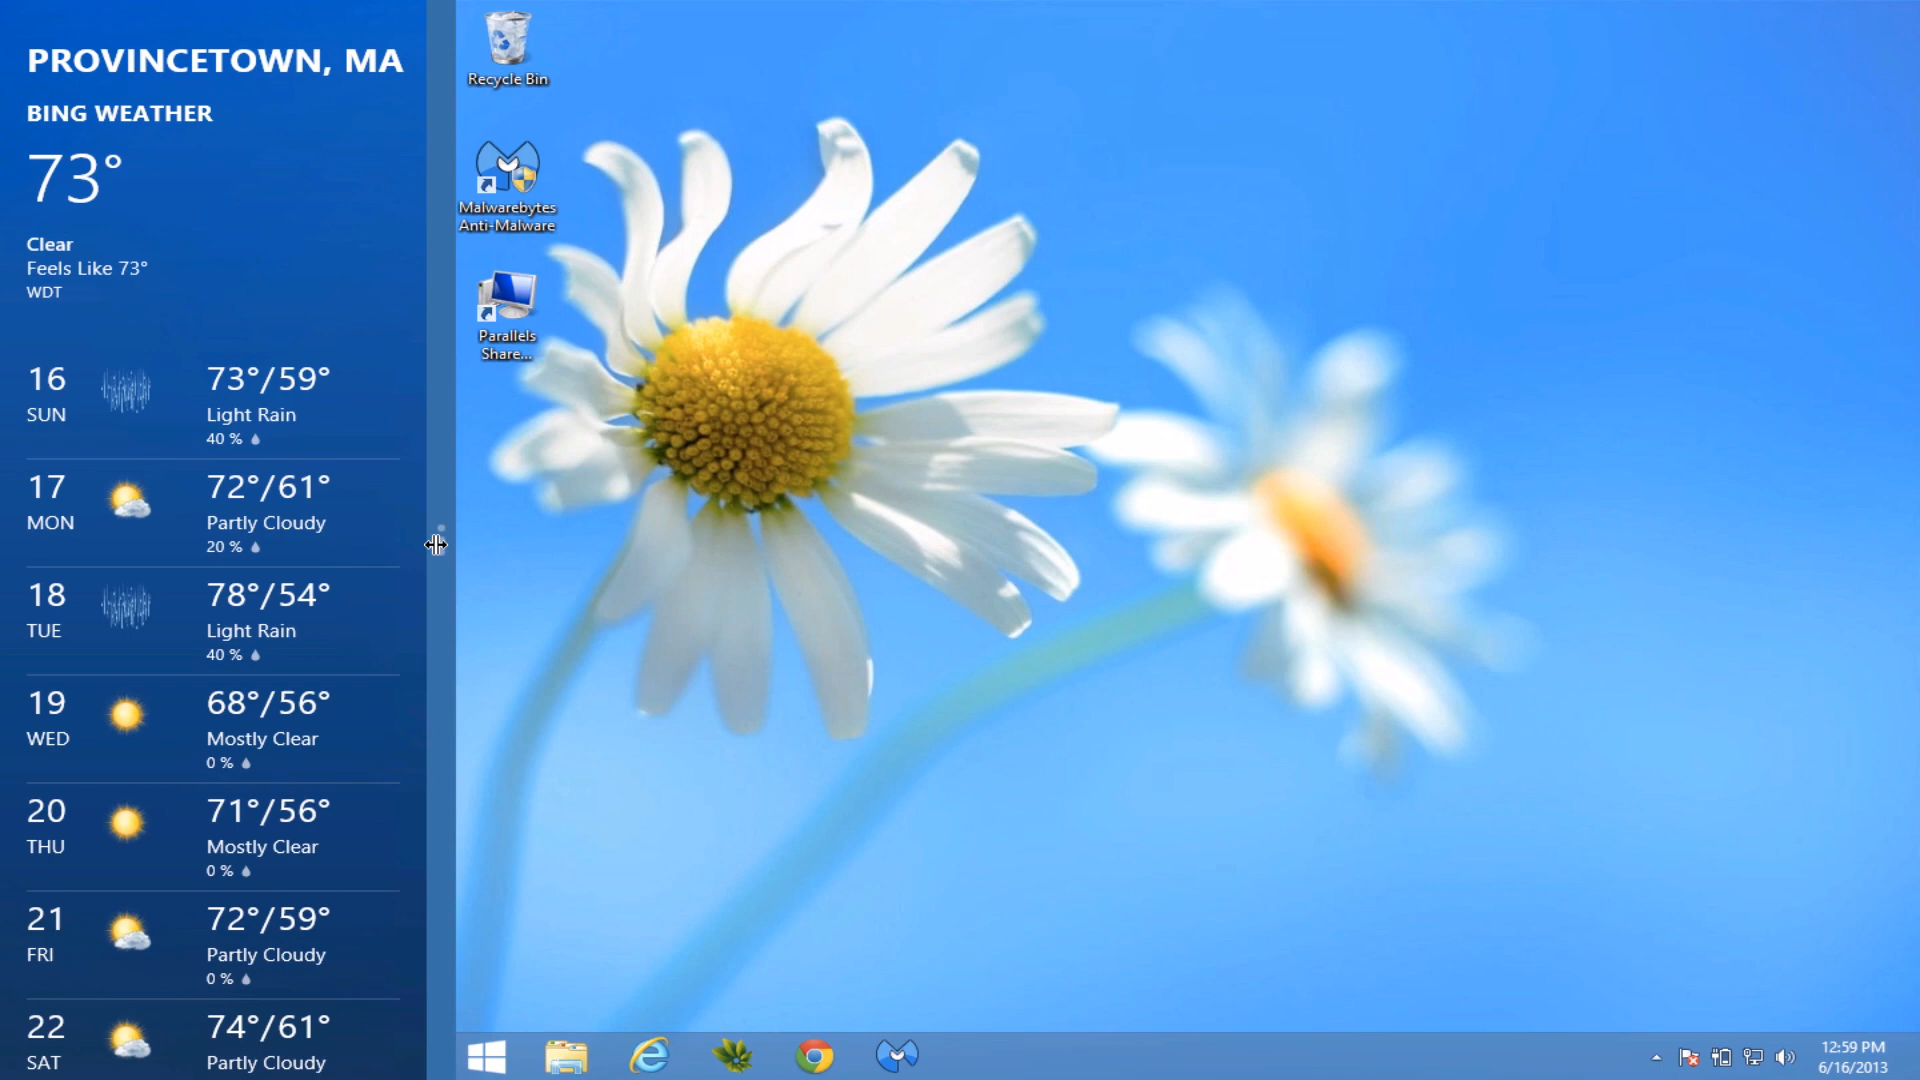 PROVINCETOWN, MA
BING WEATHER
73°
Clear
Feels Like 73°
WDT
16
SUN
73°/59°
Light Rain
40 %
17
MON
72°/61°
Partly Cloudy
20 %
18
TUE
78°/54°
Light Rain
40 %
19
WED
68°/56°
Mostly Clear
0 %
20
THU
71°/56°
Mostly Clear
0 %
21
FRI
72°/59°
Partly Cloudy
0 %
22
SAT
74°/61°
Partly Cloudy
Recycle Bin
Malwarebytes
Anti-Malware
Parallels
Share...
12:59 PM
6/16/2013